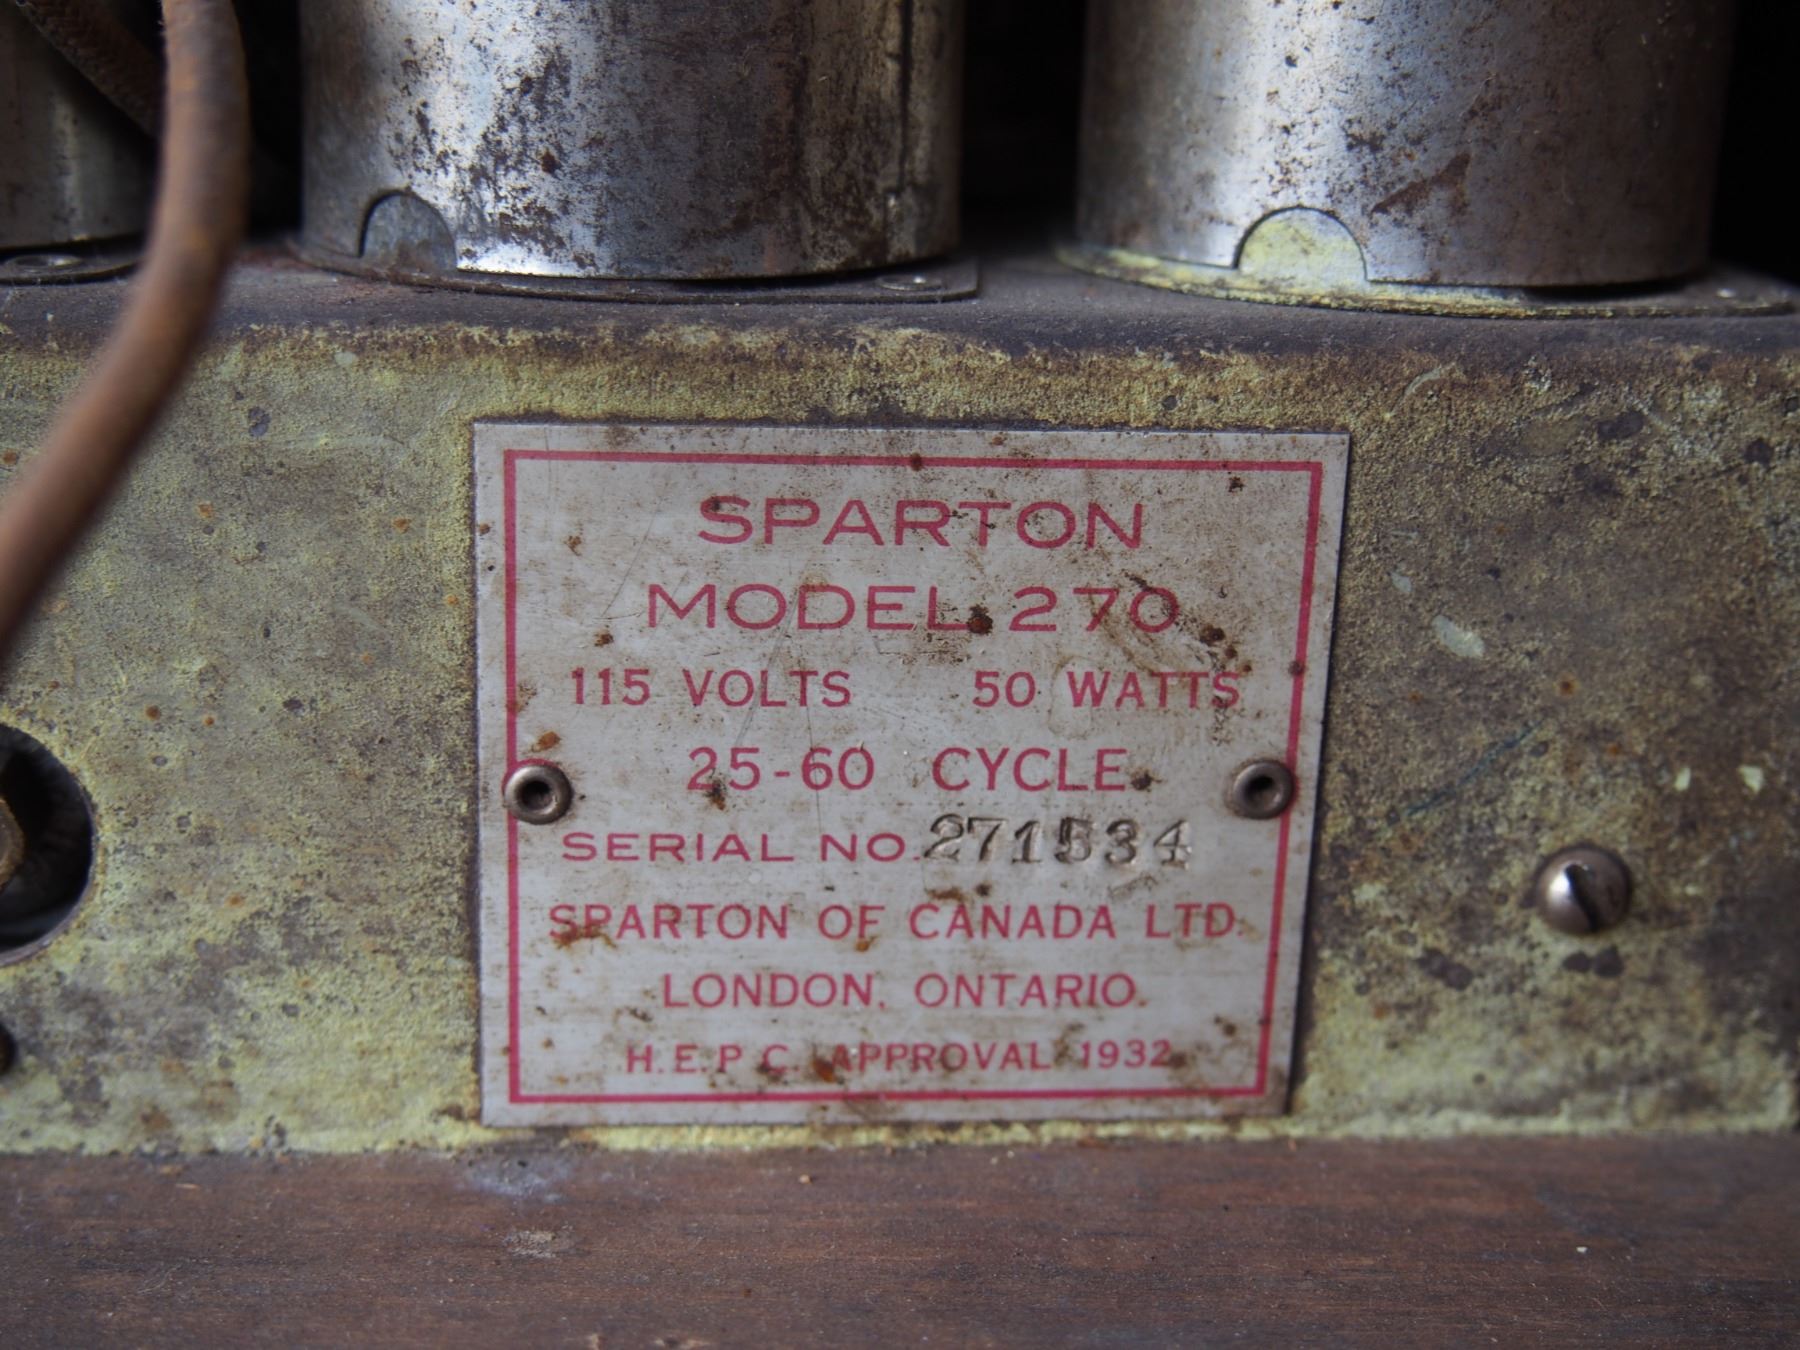 SPARTON
MODEL 270
115 VOLTS 50 WATTS
25-60 CYCLE
SERIAL NO. 271534
SPARTON OF CANADA LTD.
LONDON, ONTARIO.
H.E.P.C. APPROVAL 1932